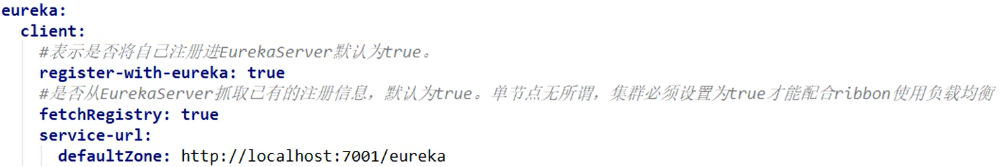 eureka:
client:
#表示是否将自己注册进EurekaServer默认为true。
register-with-eureka: true
#是否从EurekaServer抓取已有的注册信息，默认为true。单节点无所谓，集群必须设置为true才能配合ribbon使用负载均衡
fetchRegistry: true
service-url:
defaultZone: http://localhost:7001/eureka